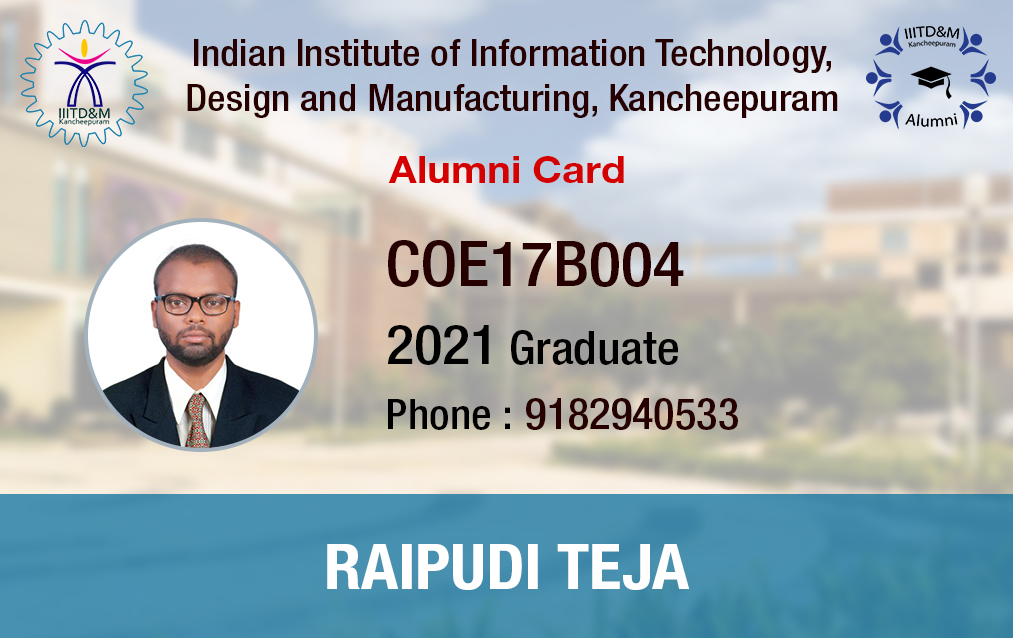 IIITD&M
Kancheepuram
Indian Institute of Information Technology,
Design and Manufacturing, Kancheepuram
IIITD&M
Kancheepuram
Alumni
Alumni Card
COE17B004
2021 Graduate
Phone : 9182940533
RAIPUDI TEJA